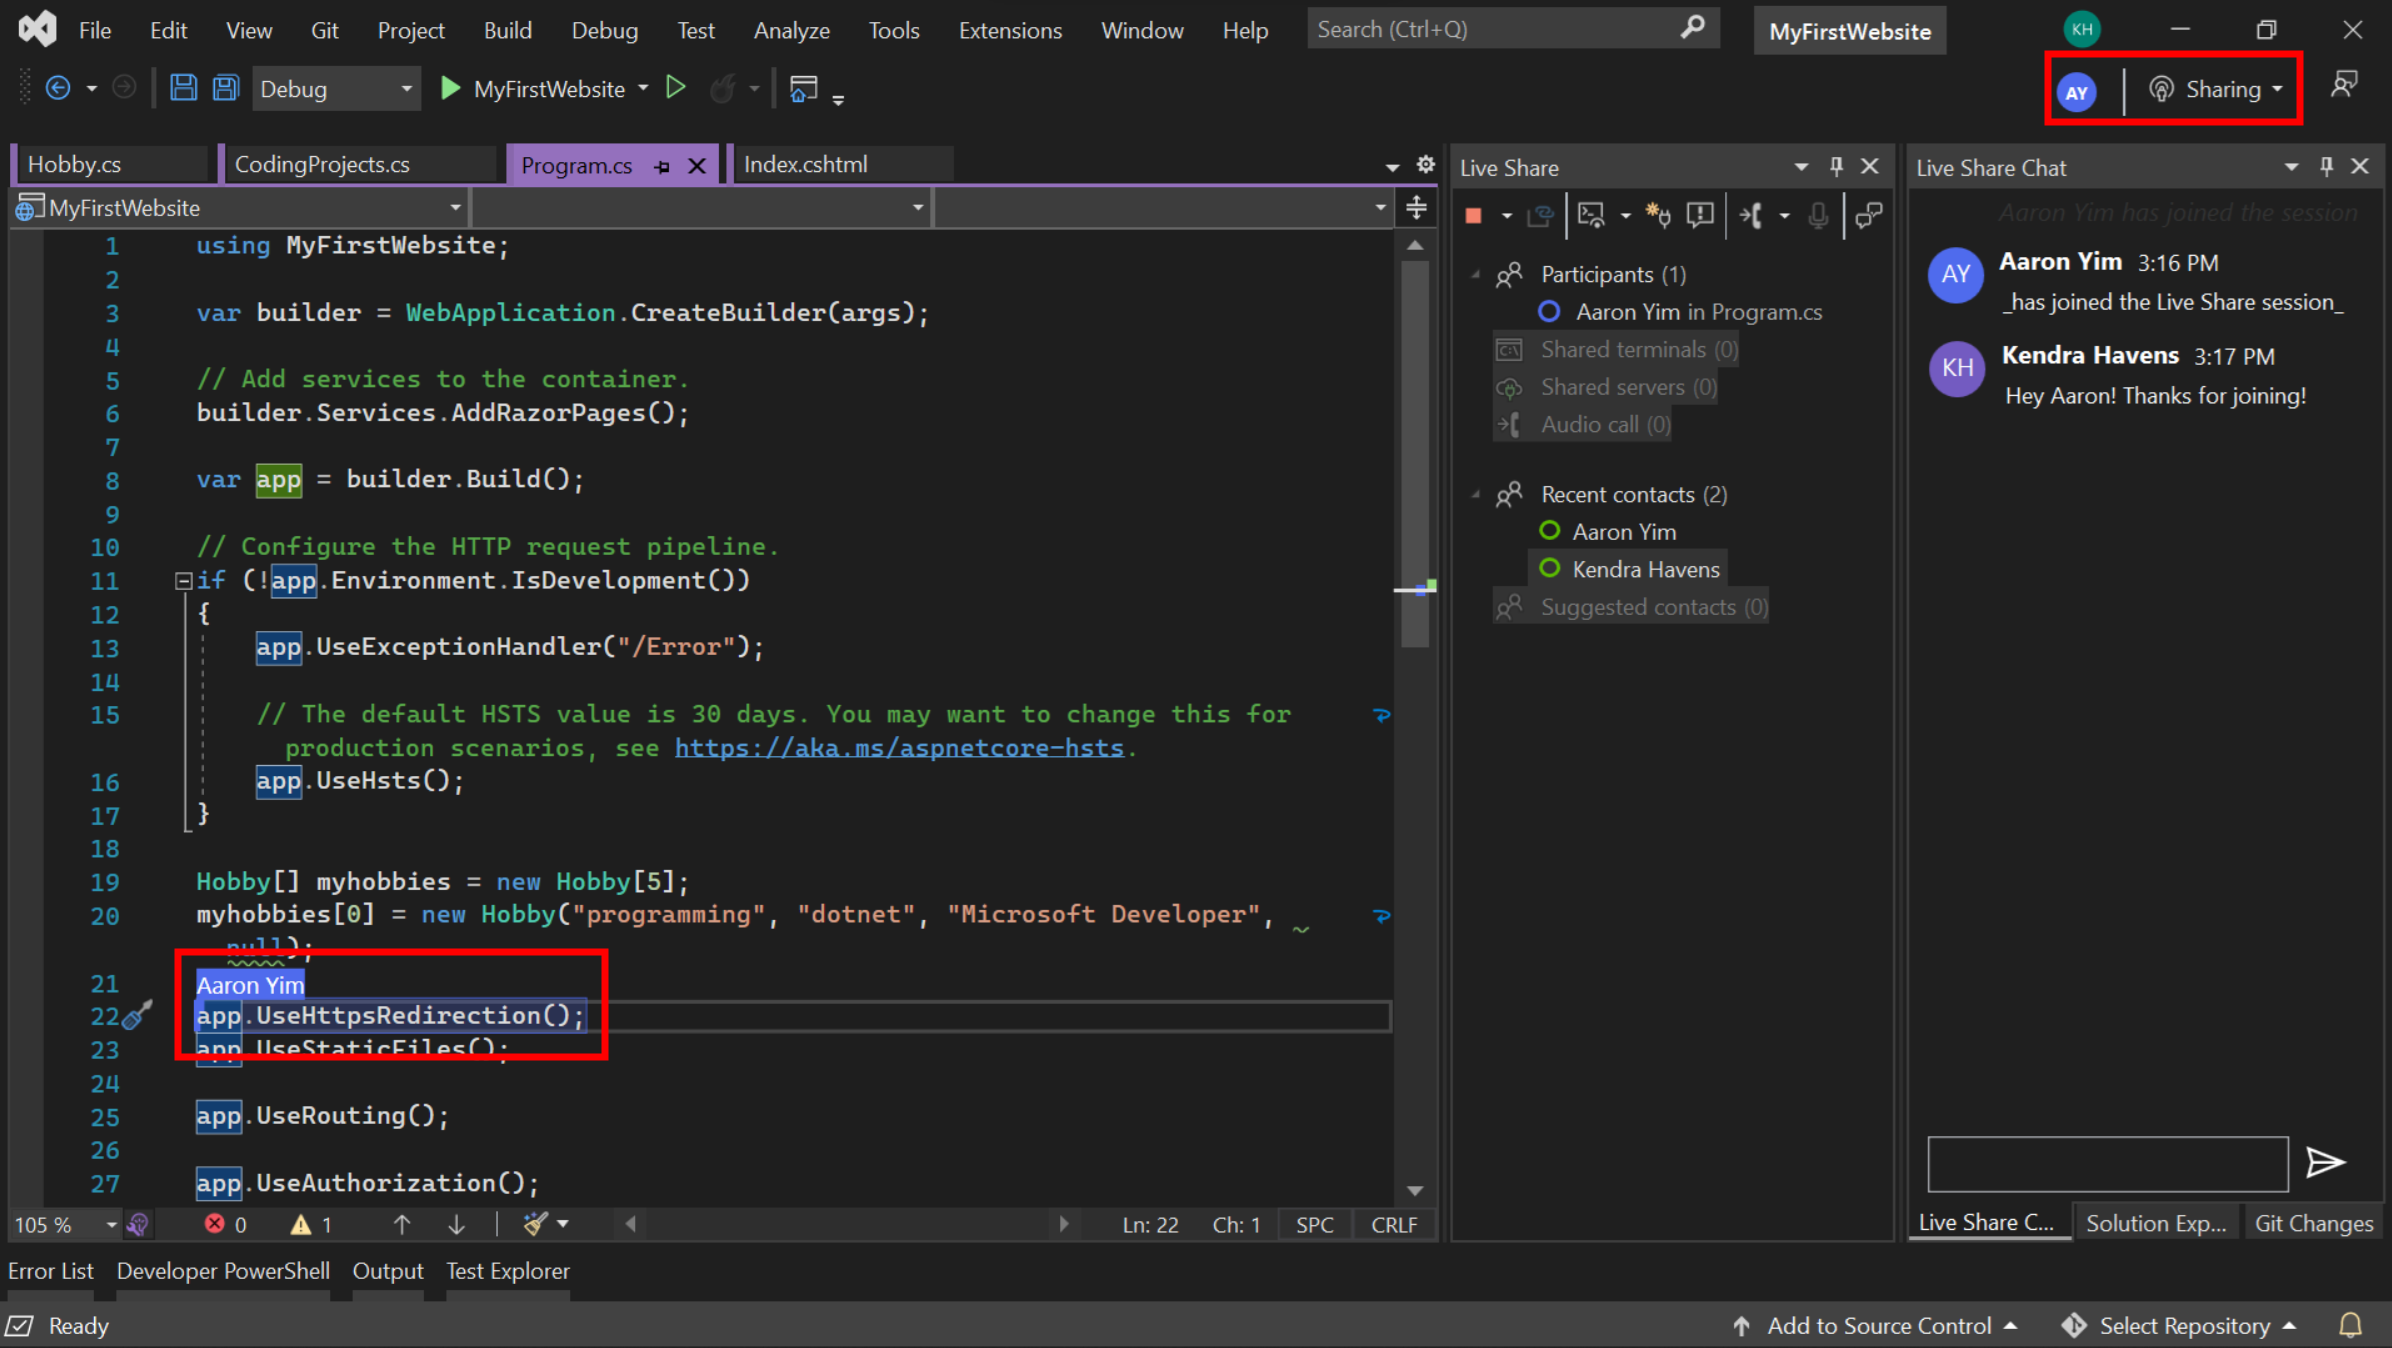 File Edit View Git Project Build Debug Test Analyze Tools Extensions Window Help Search (Ctrl+Q) MyFirstWebsite KH
Debug MyFirstWebsite AY Sharing
Hobby.cs CodingProjects.cs Program.cs Index.cshtml
MyFirstWebsite
1 using MyFirstWebsite;
2
3 var builder = WebApplication.CreateBuilder(args);
4
5 // Add services to the container.
6 builder.Services.AddRazorPages();
7
8 var app = builder.Build();
9
10 // Configure the HTTP request pipeline.
11 if (!app.Environment.IsDevelopment())
12 {
13 app.UseExceptionHandler("/Error");
14
15 // The default HSTS value is 30 days. You may want to change this for
production scenarios, see https://aka.ms/aspnetcore-hsts.
16 app.UseHsts();
17 }
18
19 Hobby[] myhobbies = new Hobby[5];
20 myhobbies[0] = new Hobby("programming", "dotnet", "Microsoft Developer",
null);
21 Aaron Yim
22 app.UseHttpsRedirection();
23 app.UseStaticFiles();
24
25 app.UseRouting();
26
27 app.UseAuthorization();
105 % 0 1 Ln: 22 Ch: 1 SPC CRLF
Live Share
Participants (1)
Aaron Yim in Program.cs
Shared terminals (0)
Shared servers (0)
Audio call (0)
Recent contacts (2)
Aaron Yim
Kendra Havens
Suggested contacts (0)
Live Share Chat
Aaron Yim has joined the session
AY Aaron Yim 3:16 PM
_has joined the Live Share session_
KH Kendra Havens 3:17 PM
Hey Aaron! Thanks for joining!
Live Share C... Solution Exp... Git Changes
Error List Developer PowerShell Output Test Explorer
Ready Add to Source Control Select Repository